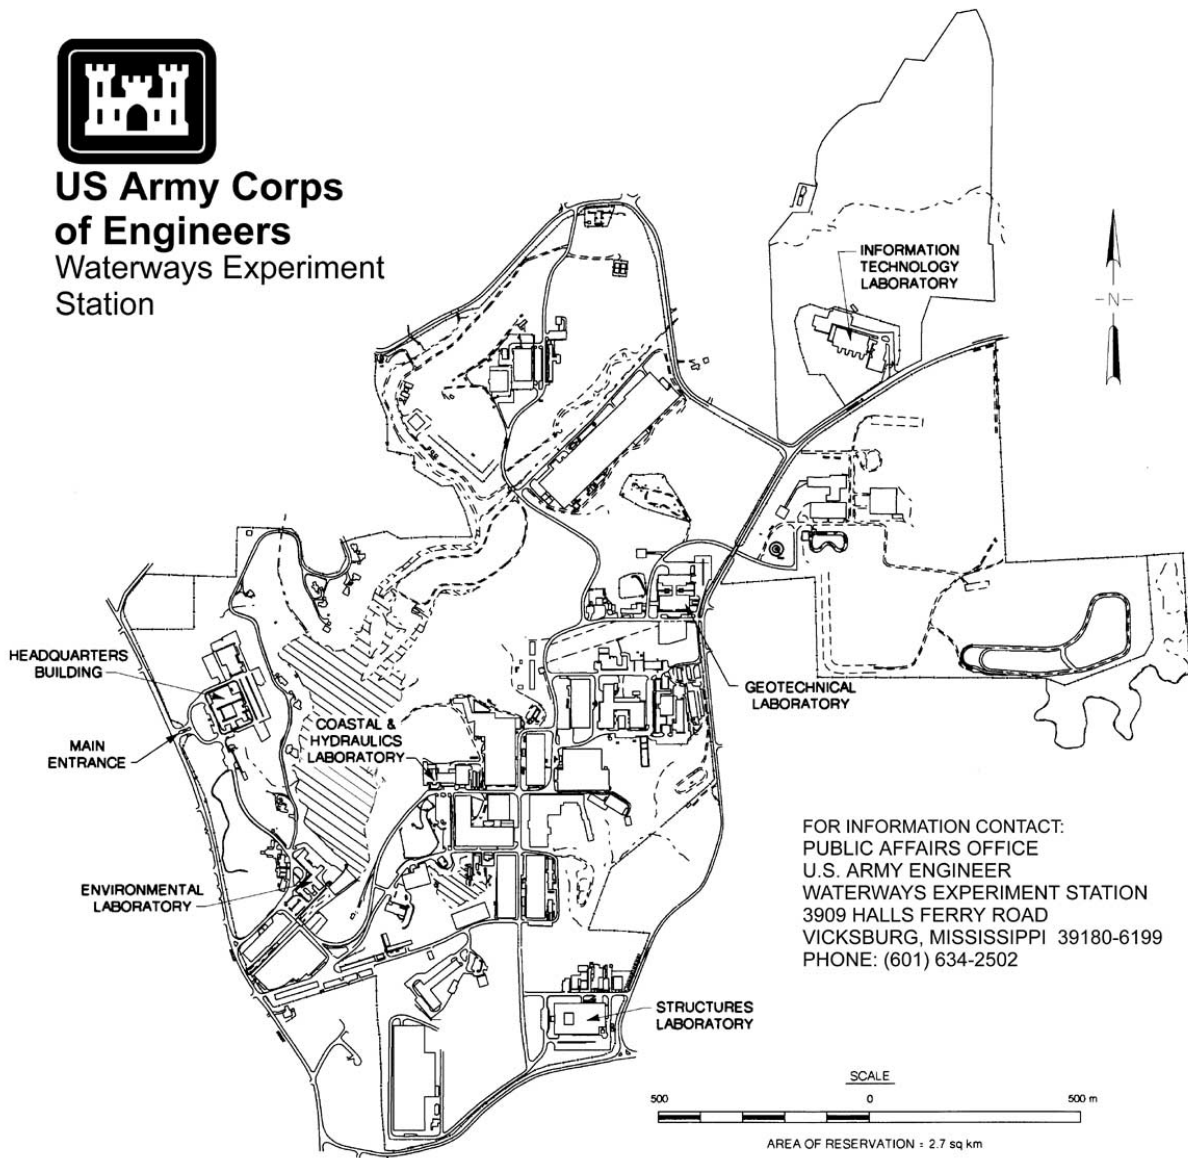 US Army Corps
of Engineers
Waterways Experiment
Station
INFORMATION
TECHNOLOGY
LABORATORY
-N-
HEADQUARTERS
BUILDING
MAIN
ENTRANCE
COASTAL &
HYDRAULICS
LABORATORY
GEOTECHNICAL
LABORATORY
ENVIRONMENTAL
LABORATORY
STRUCTURES
LABORATORY
FOR INFORMATION CONTACT:
PUBLIC AFFAIRS OFFICE
U.S. ARMY ENGINEER
WATERWAYS EXPERIMENT STATION
3909 HALLS FERRY ROAD
VICKSBURG, MISSISSIPPI 39180-6199
PHONE: (601) 634-2502
SCALE
500 0 500 m
AREA OF RESERVATION = 2.7 sq km